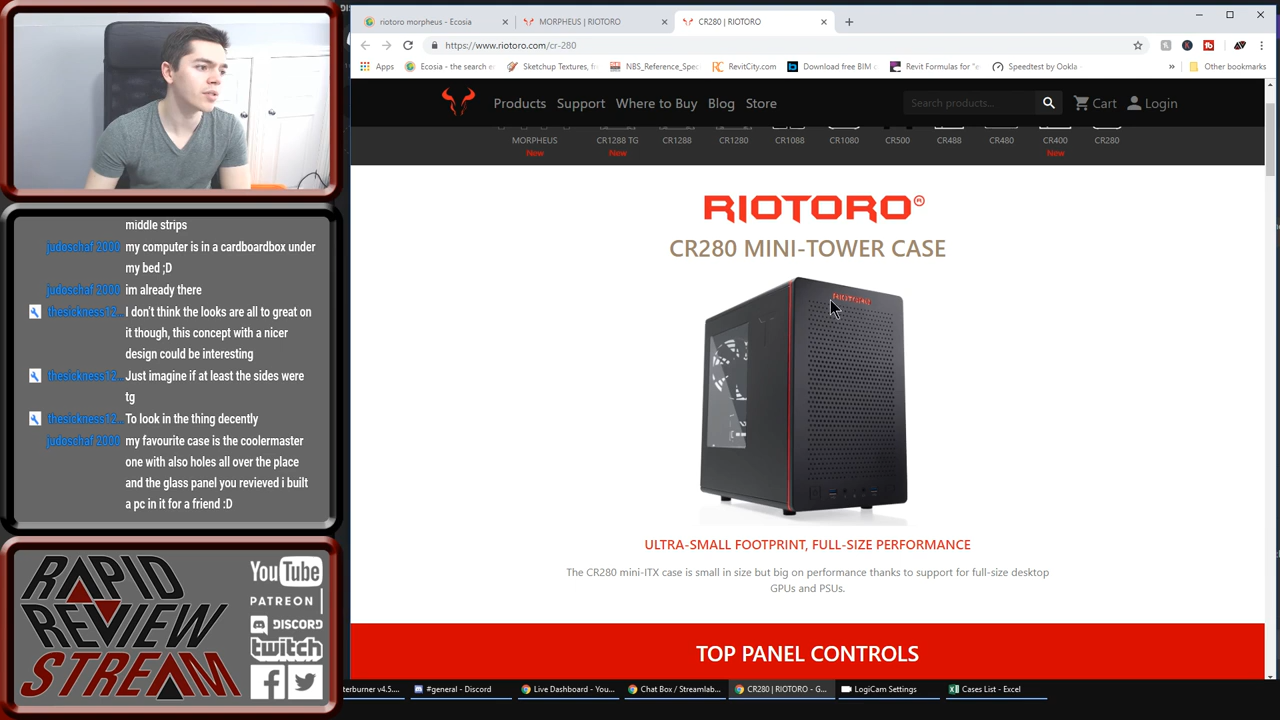 riotoro morpheus - Ecosia
MORPHEUS | RIOTORO
CR280 | RIOTORO
https://www.riotoro.com/cr-280
Apps
Ecosia - the search e
Sketchup Textures, fr
NBS_Reference_Spec
RevitCity.com
Download free BIM c
Revit Formulas for "e
Speedtest by Ookla -
»
Other bookmarks
Products
Support
Where to Buy
Blog
Store
Search products...
Cart
Login
MORPHEUS
New
CR1288 TG
New
CR1288
CR1280
CR1088
CR1080
CR500
CR488
CR480
CR400
New
CR280
RIOTORO®
CR280 MINI-TOWER CASE
RIOTORO
ULTRA-SMALL FOOTPRINT, FULL-SIZE PERFORMANCE
The CR280 mini-ITX case is small in size but big on performance thanks to support for full-size desktop
GPUs and PSUs.
TOP PANEL CONTROLS
middle strips
judoschaf 2000 my computer is in a cardboardbox under
my bed ;D
judoschaf 2000 im already there
thesickness12... I don't think the looks are all to great on
it though, this concept with a nicer
design could be interesting
thesickness12... Just imagine if at least the sides were
tg
thesickness12... To look in the thing decently
judoschaf 2000 my favourite case is the coolermaster
one with also holes all over the place
and the glass panel you revieved i built
a pc in it for a friend :D
RAPID
REVIEW
STREAM
YouTube
PATREON
DISCORD
twitch
terburner v4.5....
#general - Discord
Live Dashboard - You...
Chat Box / Streamlab...
CR280 | RIOTORO - G...
LogiCam Settings
Cases List - Excel